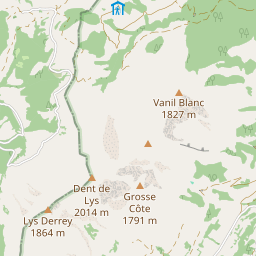 Vanil Blanc
1827 m
Dent de
Lys
2014 m
Grosse
Côte
1791 m
Lys Derrey
1864 m